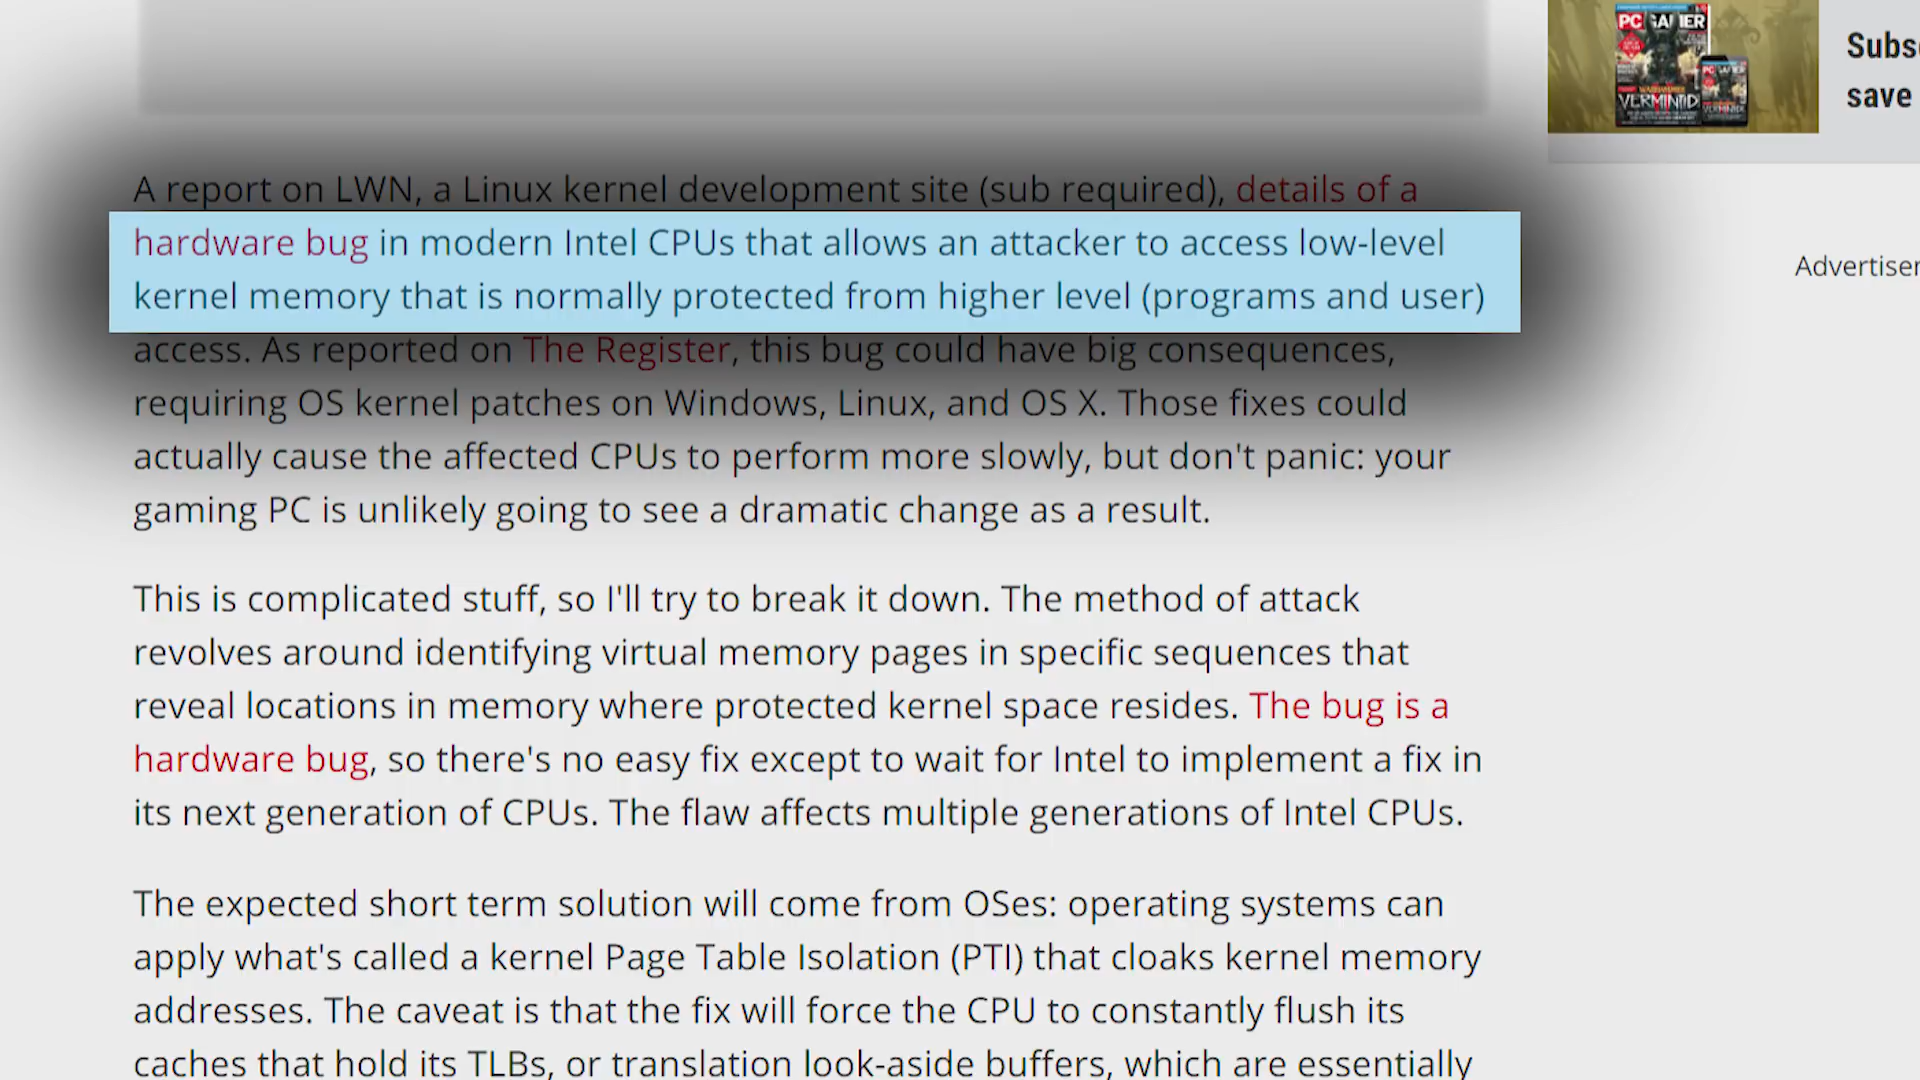 PC GAMER
VERMINTID
Subs
save
A report on LWN, a Linux kernel development site (sub required), details of a
hardware bug in modern Intel CPUs that allows an attacker to access low-level
kernel memory that is normally protected from higher level (programs and user)
access. As reported on The Register, this bug could have big consequences,
requiring OS kernel patches on Windows, Linux, and OS X. Those fixes could
actually cause the affected CPUs to perform more slowly, but don't panic: your
gaming PC is unlikely going to see a dramatic change as a result.
Advertiser
This is complicated stuff, so I'll try to break it down. The method of attack
revolves around identifying virtual memory pages in specific sequences that
reveal locations in memory where protected kernel space resides. The bug is a
hardware bug, so there's no easy fix except to wait for Intel to implement a fix in
its next generation of CPUs. The flaw affects multiple generations of Intel CPUs.
The expected short term solution will come from OSes: operating systems can
apply what's called a kernel Page Table Isolation (PTI) that cloaks kernel memory
addresses. The caveat is that the fix will force the CPU to constantly flush its
caches that hold its TLBs, or translation look-aside buffers, which are essentially